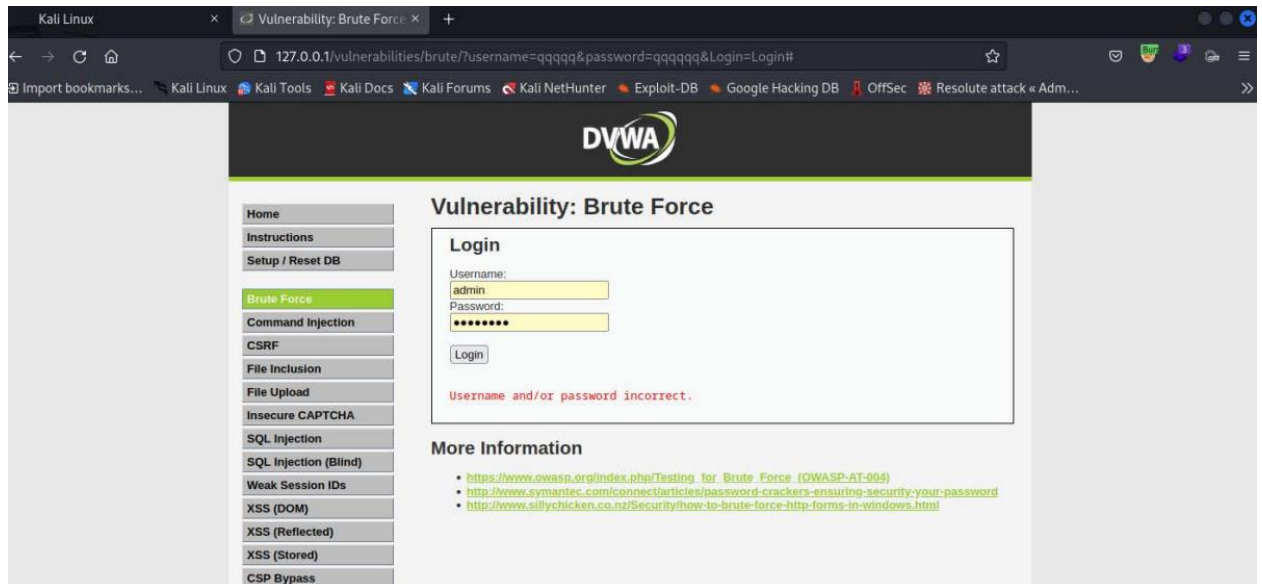 Kali Linux × Vulnerability: Brute Force × +
127.0.0.1/vulnerabilities/brute/?username=qqqqq&password=qqqqqq&Login=Login#
Import bookmarks... Kali Linux Kali Tools Kali Docs Kali Forums Kali NetHunter Exploit-DB Google Hacking DB OffSec Resolute attack « Adm... »
DVWA
Home
Instructions
Setup / Reset DB
Brute Force
Command Injection
CSRF
File Inclusion
File Upload
Insecure CAPTCHA
SQL Injection
SQL Injection (Blind)
Weak Session IDs
XSS (DOM)
XSS (Reflected)
XSS (Stored)
CSP Bypass
Vulnerability: Brute Force
Login
Username:
admin
Password:
••••••••
Login
Username and/or password incorrect.
More Information
• https://www.owasp.org/index.php/Testing_for_Brute_Force_(OWASP-AT-004)
• http://www.symantec.com/connect/articles/password-crackers-ensuring-security-your-password
• http://www.sillychicken.co.nz/Security/how-to-brute-force-http-forms-in-windows.html